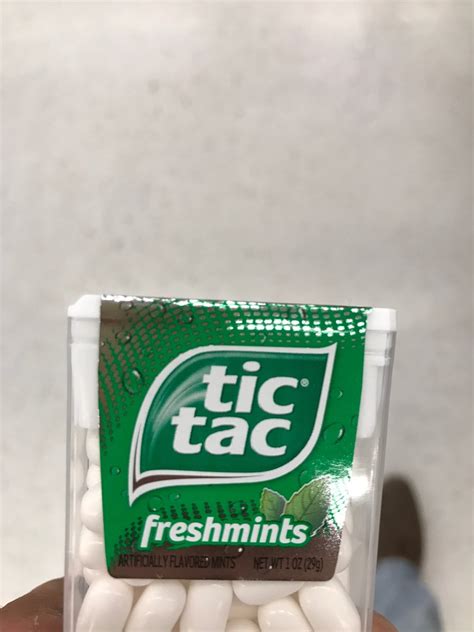 tic®
tac
freshmints
ARTIFICIALLY FLAVORED MINTS NET WT 1 OZ (29g)